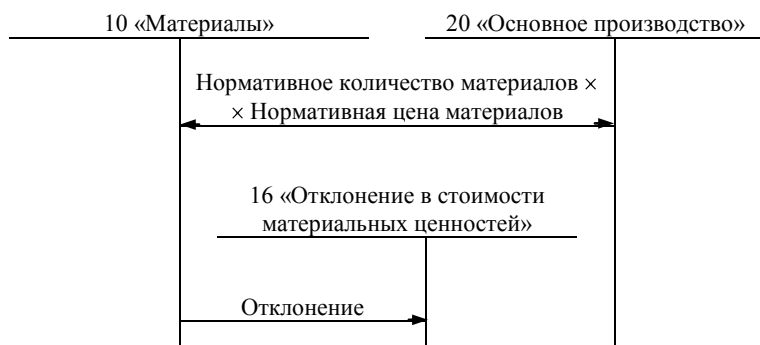 10 «Материалы»
20 «Основное производство»
Нормативное количество материалов ×
× Нормативная цена материалов
16 «Отклонение в стоимости
материальных ценностей»
Отклонение